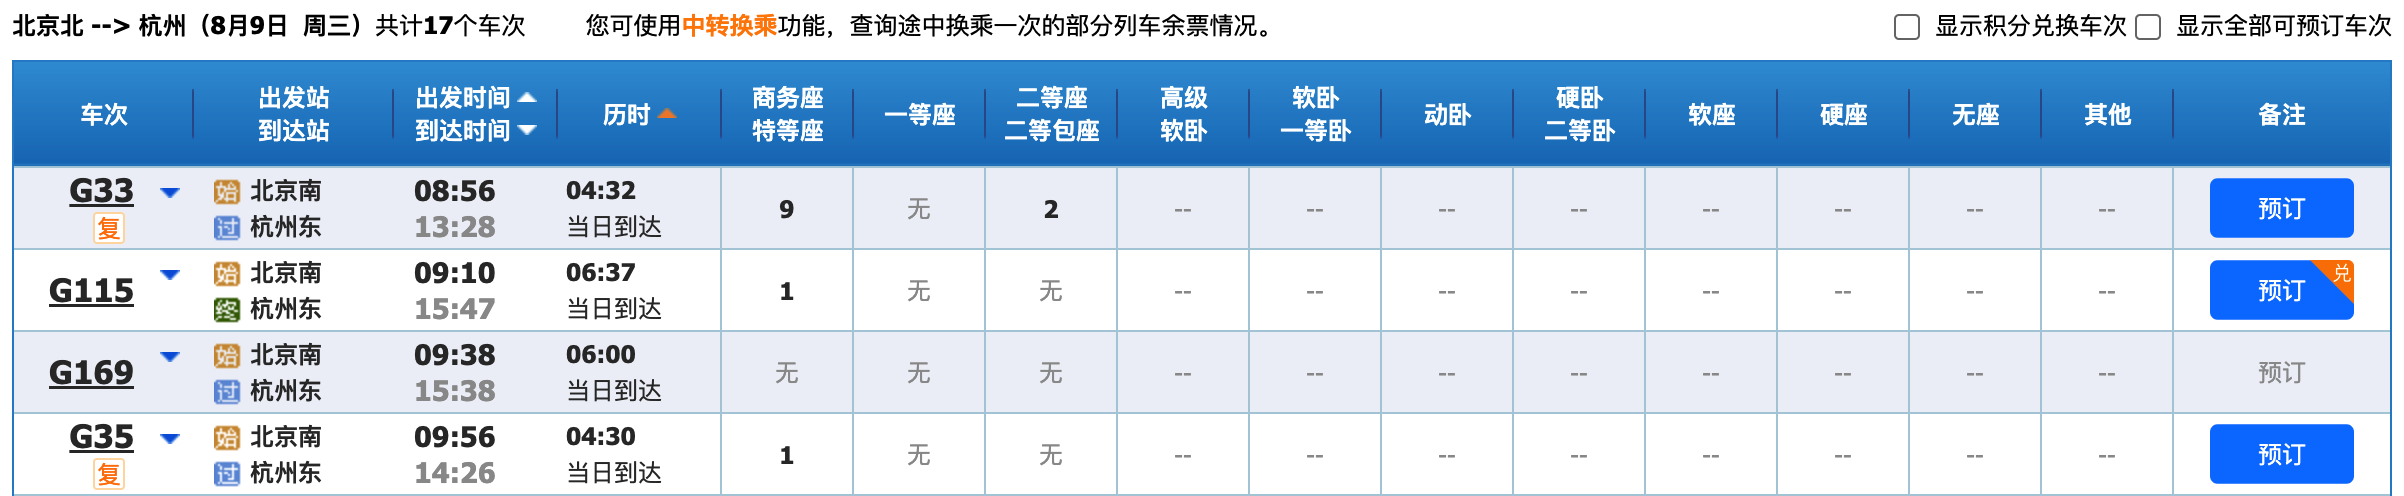 北京北 --> 杭州（8月9日 周三）共计17个车次 您可使用中转换乘功能，查询途中换乘一次的部分列车余票情况。 显示积分兑换车次 显示全部可预订车次
车次 出发站 到达站 出发时间 到达时间 历时 商务座 特等座 一等座 二等座 二等包座 高级 软卧 软卧 一等卧 动卧 硬卧 二等卧 软座 硬座 无座 其他 备注
G33 复 始 北京南 过 杭州东 08:56 13:28 04:32 当日到达 9 无 2 -- -- -- -- -- -- -- -- 预订
G115 始 北京南 终 杭州东 09:10 15:47 06:37 当日到达 1 无 无 -- -- -- -- -- -- -- -- 预订 兑
G169 始 北京南 过 杭州东 09:38 15:38 06:00 当日到达 无 无 无 -- -- -- -- -- -- -- -- 预订
G35 复 始 北京南 过 杭州东 09:56 14:26 04:30 当日到达 1 无 无 -- -- -- -- -- -- -- -- 预订